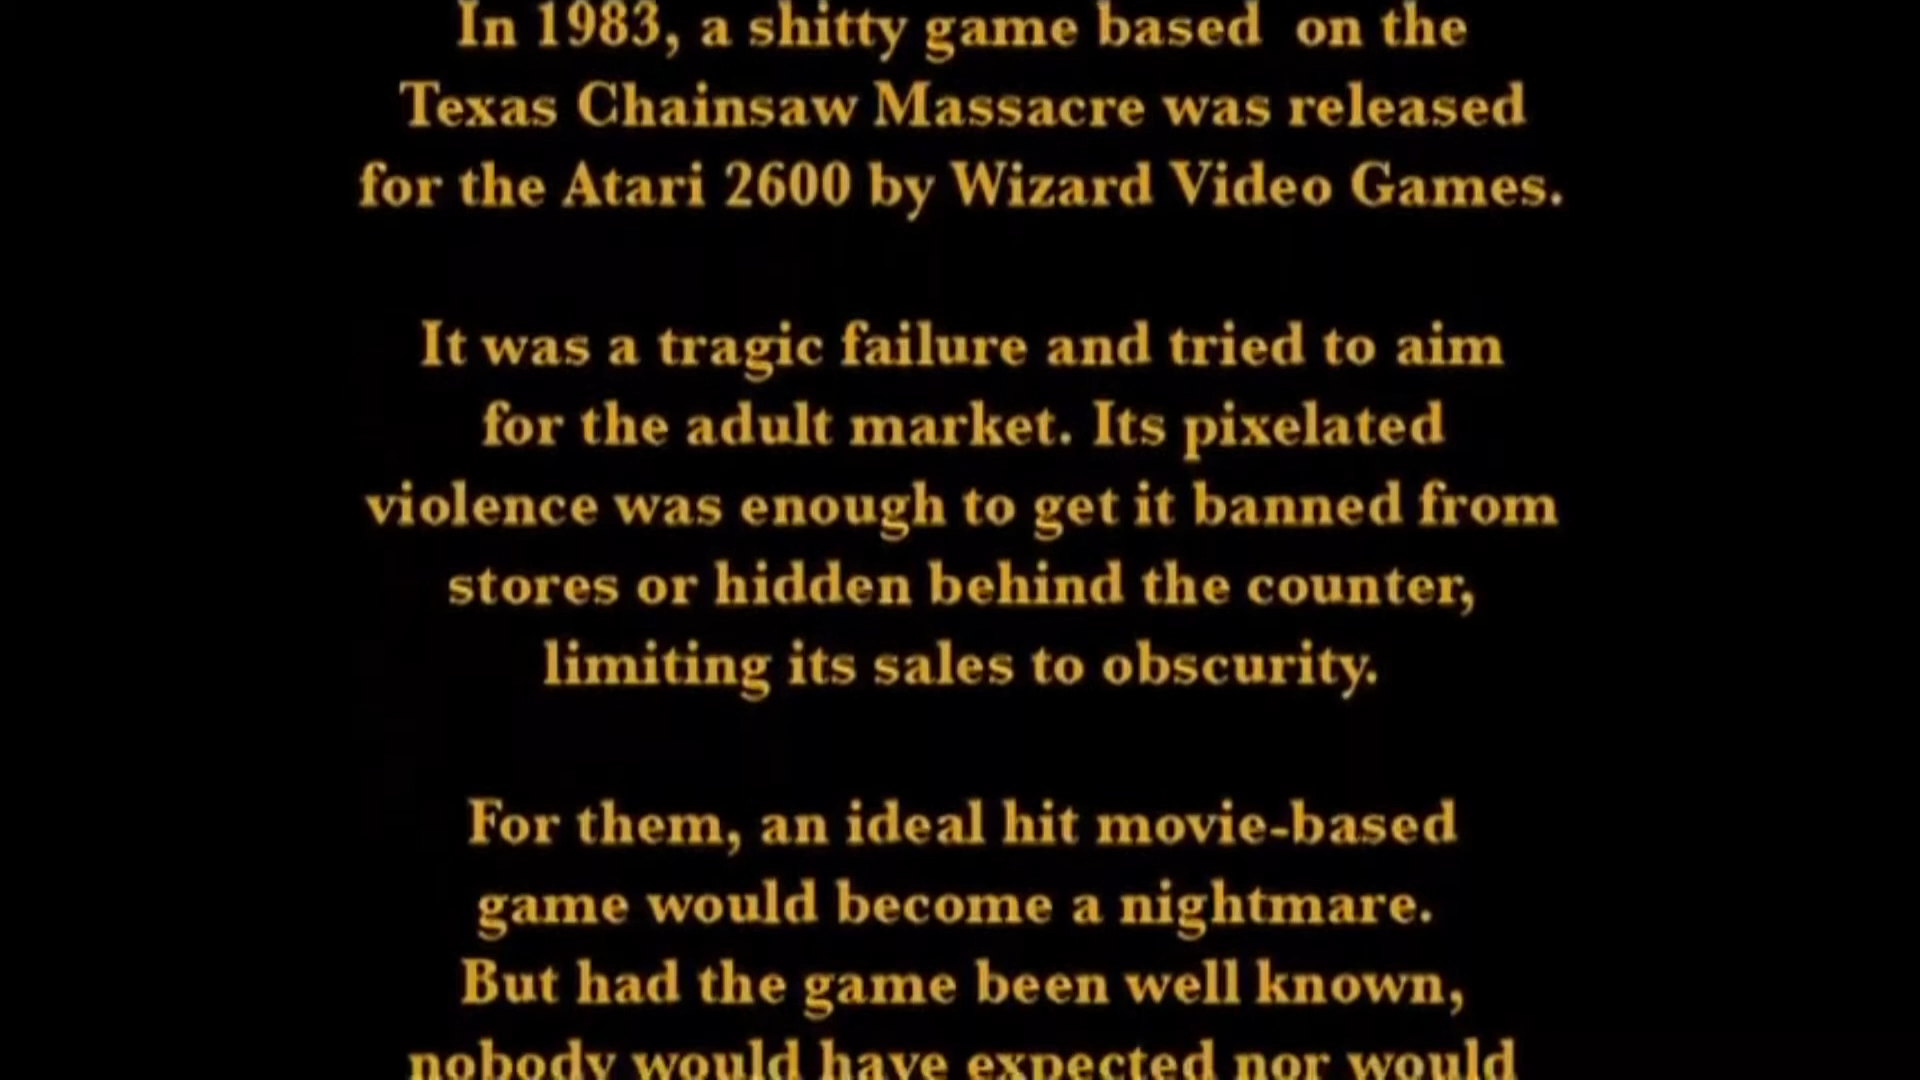 In 1983, a shitty game based  on the
Texas Chainsaw Massacre was released
for the Atari 2600 by Wizard Video Games.
It was a tragic failure and tried to aim
for the adult market. Its pixelated
violence was enough to get it banned from
stores or hidden behind the counter,
limiting its sales to obscurity.
For them, an ideal hit movie-based
game would become a nightmare.
But had the game been well known,
nobody would have expected nor would